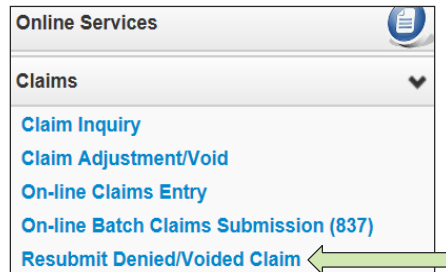 Online Services
Claims
Claim Inquiry
Claim Adjustment/Void
On-line Claims Entry
On-line Batch Claims Submission (837)
Resubmit Denied/Voided Claim